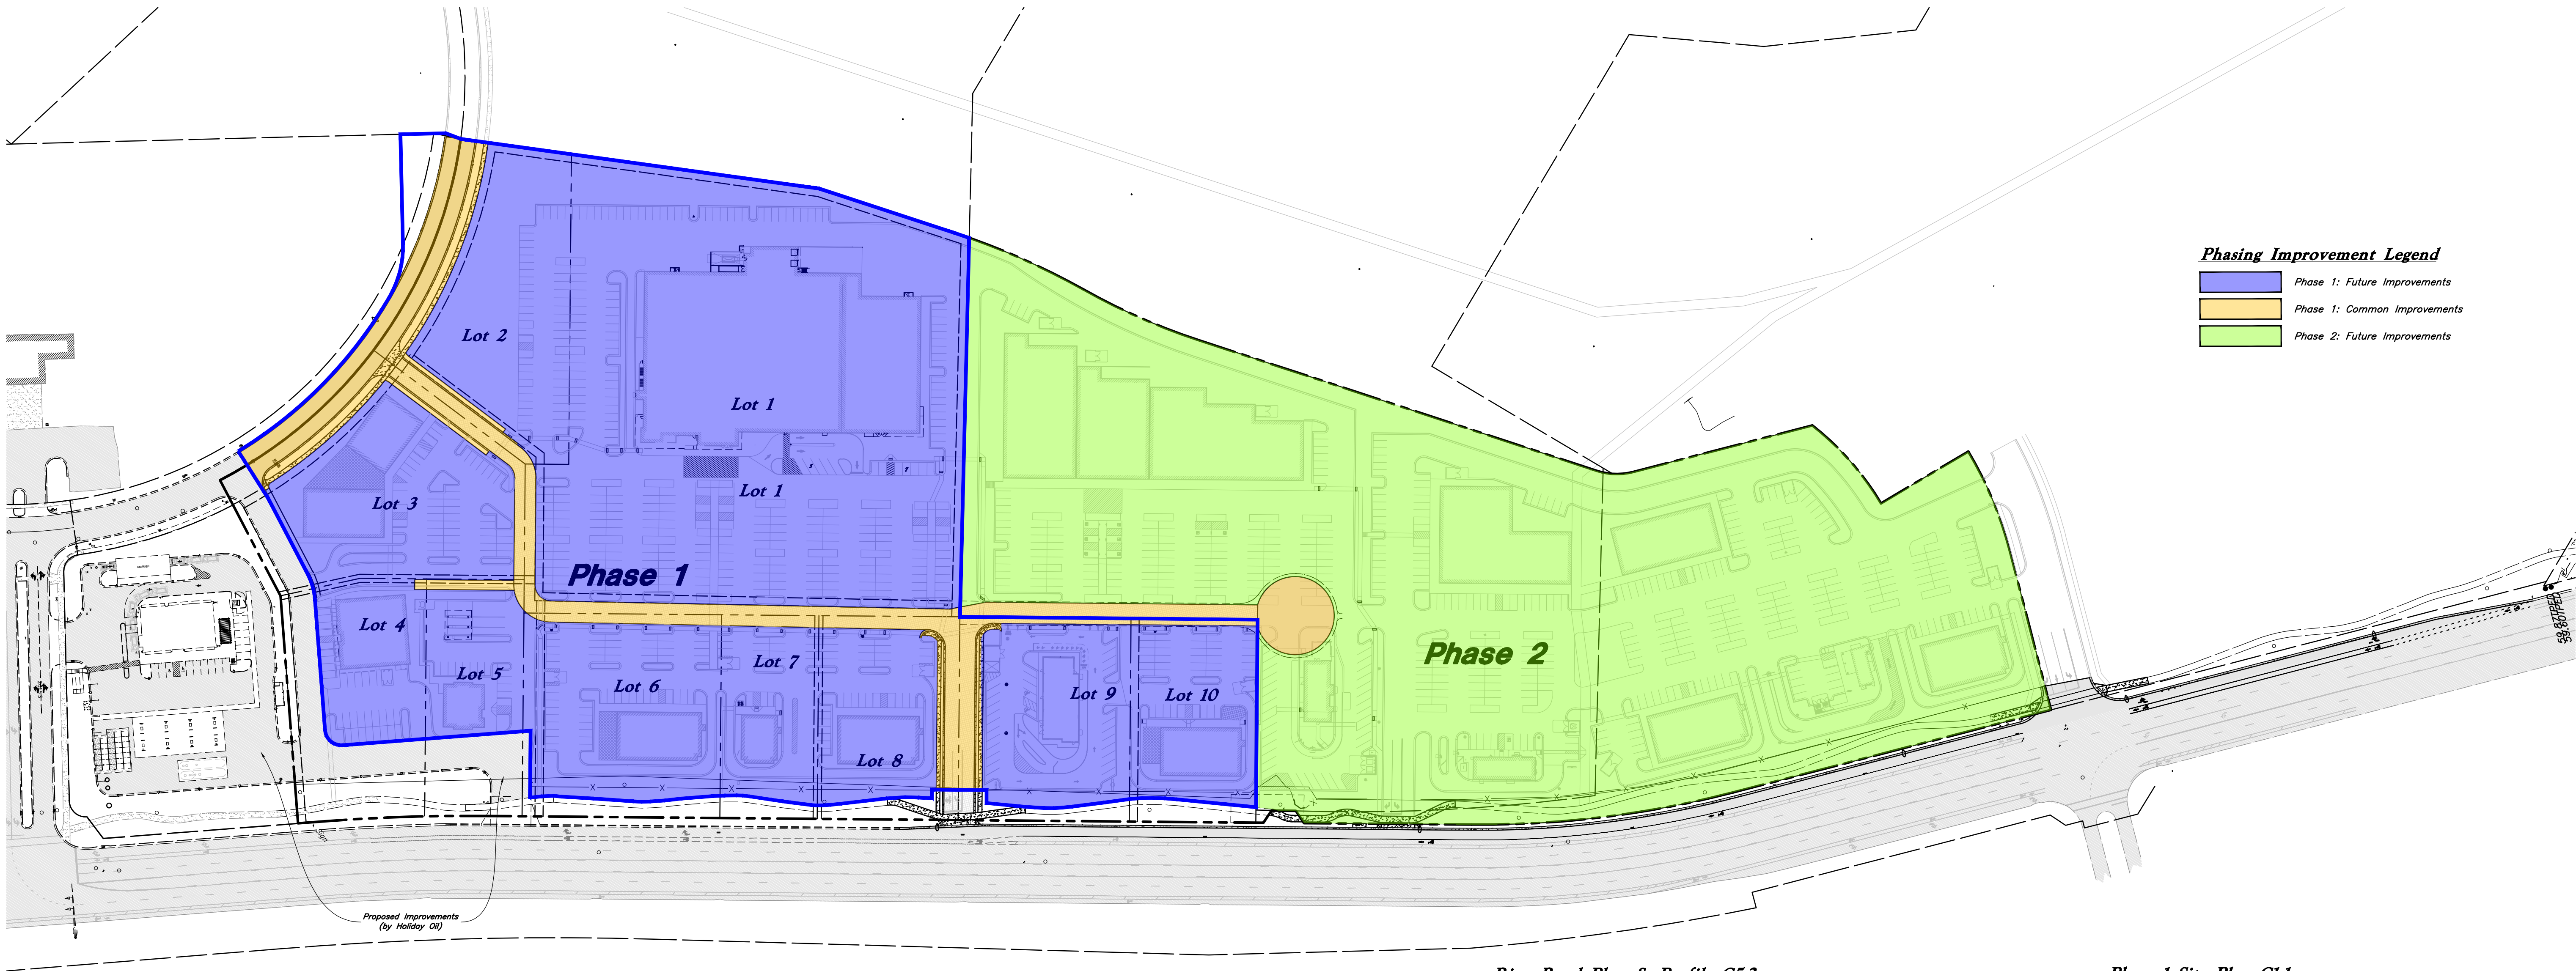 Phasing Improvement Legend
Phase 1: Future Improvements
Phase 1: Common Improvements
Phase 2: Future Improvements
Lot 2
Lot 1
Lot 1
Lot 3
Phase 1
Lot 4
Lot 5
Lot 6
Lot 7
Lot 8
Lot 9
Lot 10
Phase 2
Proposed Improvements
(by Holiday Oil)